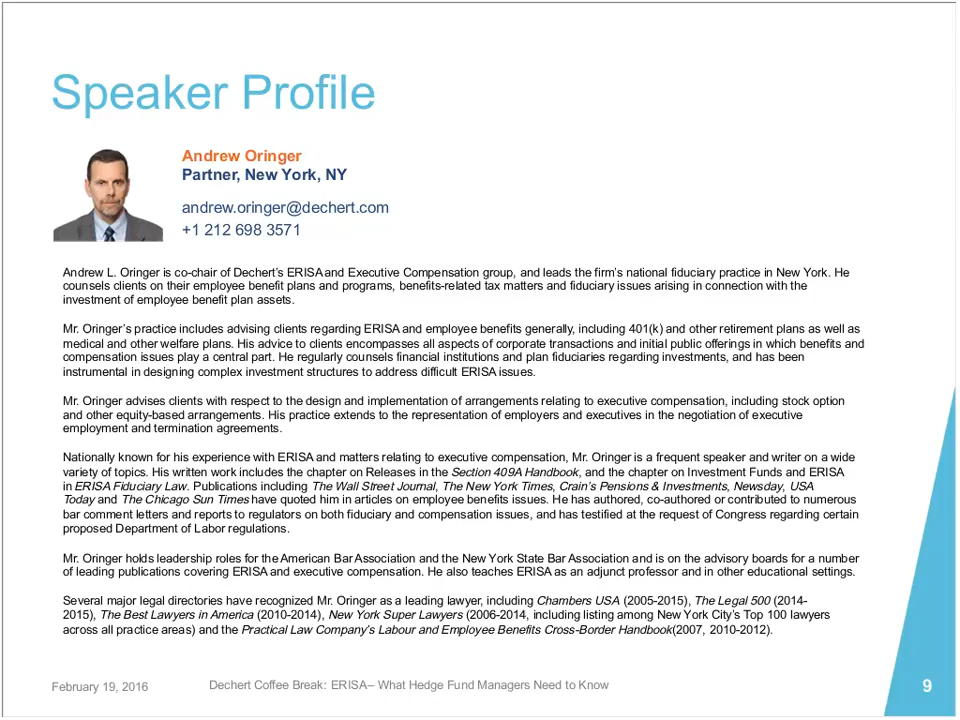 Speaker Profile
Andrew Oringer
Partner, New York, NY
andrew.oringer@dechert.com
+1 212 698 3571
Andrew L. Oringer is co-chair of Dechert's ERISA and Executive Compensation group, and leads the firm's national fiduciary practice in New York. He
counsels clients on their employee benefit plans and programs, benefits-related tax matters and fiduciary issues arising in connection with the
investment of employee benefit plan assets.
Mr. Oringer's practice includes advising clients regarding ERISA and employee benefits generally, including 401(k) and other retirement plans as well as
medical and other welfare plans. His advice to clients encompasses all aspects of corporate transactions and initial public offerings in which benefits and
compensation issues play a central part. He regularly counsels financial institutions and plan fiduciaries regarding investments, and has been
instrumental in designing complex investment structures to address difficult ERISA issues.
Mr. Oringer advises clients with respect to the design and implementation of arrangements relating to executive compensation, including stock option
and other equity-based arrangements. His practice extends to the representation of employers and executives in the negotiation of executive
employment and termination agreements.
Nationally known for his experience with ERISA and matters relating to executive compensation, Mr. Oringer is a frequent speaker and writer on a wide
variety of topics. His written work includes the chapter on Releases in the Section 409A Handbook, and the chapter on Investment Funds and ERISA
in ERISA Fiduciary Law. Publications including The Wall Street Journal, The New York Times, Crain's Pensions & Investments, Newsday, USA
Today and The Chicago Sun Times have quoted him in articles on employee benefits issues. He has authored, co-authored or contributed to numerous
bar comment letters and reports to regulators on both fiduciary and compensation issues, and has testified at the request of Congress regarding certain
proposed Department of Labor regulations.
Mr. Oringer holds leadership roles for the American Bar Association and the New York State Bar Association and is on the advisory boards for a number
of leading publications covering ERISA and executive compensation. He also teaches ERISA as an adjunct professor and in other educational settings.
Several major legal directories have recognized Mr. Oringer as a leading lawyer, including Chambers USA (2005-2015), The Legal 500 (2014-
2015), The Best Lawyers in America (2010-2014), New York Super Lawyers (2006-2014, including listing among New York City's Top 100 lawyers
across all practice areas) and the Practical Law Company's Labour and Employee Benefits Cross-Border Handbook(2007, 2010-2012).
February 19, 2016
Dechert Coffee Break: ERISA– What Hedge Fund Managers Need to Know
9